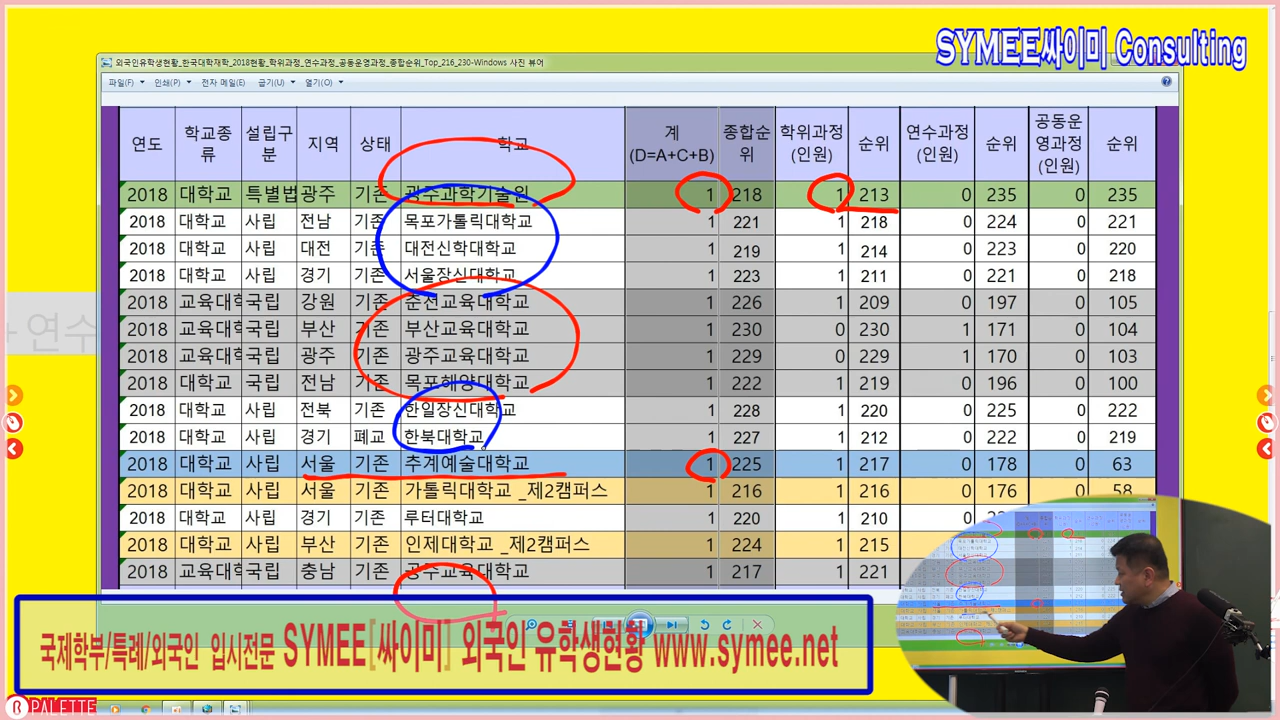 SYMEE싸이미 Consulting
외국인유학생현황_한국대학재학_2018현황_학위과정_연수과정_공동운영과정_종합순위_Top_216_230-Windows 사진 뷰어
파일(F) 인쇄(P) 전자 메일(E) 굽기(U) 열기(O)
연도 학교종류 설립구분 지역 상태 학교 계 (D=A+C+B) 종합순위 학위과정 (인원) 순위 연수과정 (인원) 순위 공동운영과정 (인원) 순위
2018 대학교 특별법 광주 기존 광주과학기술원 1 218 1 213 0 235 0 235
2018 대학교 사립 전남 기존 목포가톨릭대학교 1 221 1 218 0 224 0 221
2018 대학교 사립 대전 기존 대전신학대학교 1 219 1 214 0 223 0 220
2018 대학교 사립 경기 기존 서울장신대학교 1 223 1 211 0 221 0 218
2018 교육대학 국립 강원 기존 춘천교육대학교 1 226 1 209 0 197 0 105
2018 교육대학 국립 부산 기존 부산교육대학교 1 230 0 230 1 171 0 104
2018 교육대학 국립 광주 기존 광주교육대학교 1 229 0 229 1 170 0 103
2018 대학교 국립 전남 기존 목포해양대학교 1 222 1 219 0 196 0 100
2018 대학교 사립 전북 기존 한일장신대학교 1 228 1 220 0 225 0 222
2018 대학교 사립 경기 폐교 한북대학교 1 227 1 212 0 222 0 219
2018 대학교 사립 서울 기존 추계예술대학교 1 225 1 217 0 178 0 63
2018 대학교 사립 서울 기존 가톨릭대학교 _제2캠퍼스 1 216 1 216 0 176 0 58
2018 대학교 사립 경기 기존 루터대학교 1 220 1 210 0
2018 대학교 사립 부산 기존 인제대학교 _제2캠퍼스 1 224 1 215 0
2018 교육대학 국립 충남 기존 공주교육대학교 1 217 1 221 0
연수
국제학부/특례/외국인 입시전문 SYMEE[싸이미] 외국인 유학생현황 www.symee.net
PALETTE